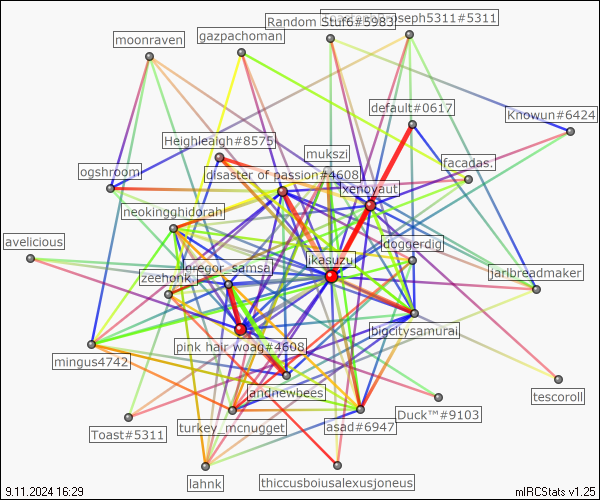 Random_Stuf6#5983
joseph5311#5311
gazpachoman
moonraven
default#0617
Knowun#6424
Heighleaigh#8575
mukszi
facadas.
ogshroom
disaster of passion#4608
xenoyaut
neokingghidorah
avelicious
ikasuzu
doggerdig
gregor_samsa
zeehonk.
jarlbreadmaker
bigcitysamurai
pink hair woag#4608
mingus4742
andnewbees
tescoroll
Duck™#9103
Toast#5311
turkey_mcnugget
asad#6947
lahnk
thiccusboiusalexusjoneus
9.11.2024 16:29
mIRCStats v1.25